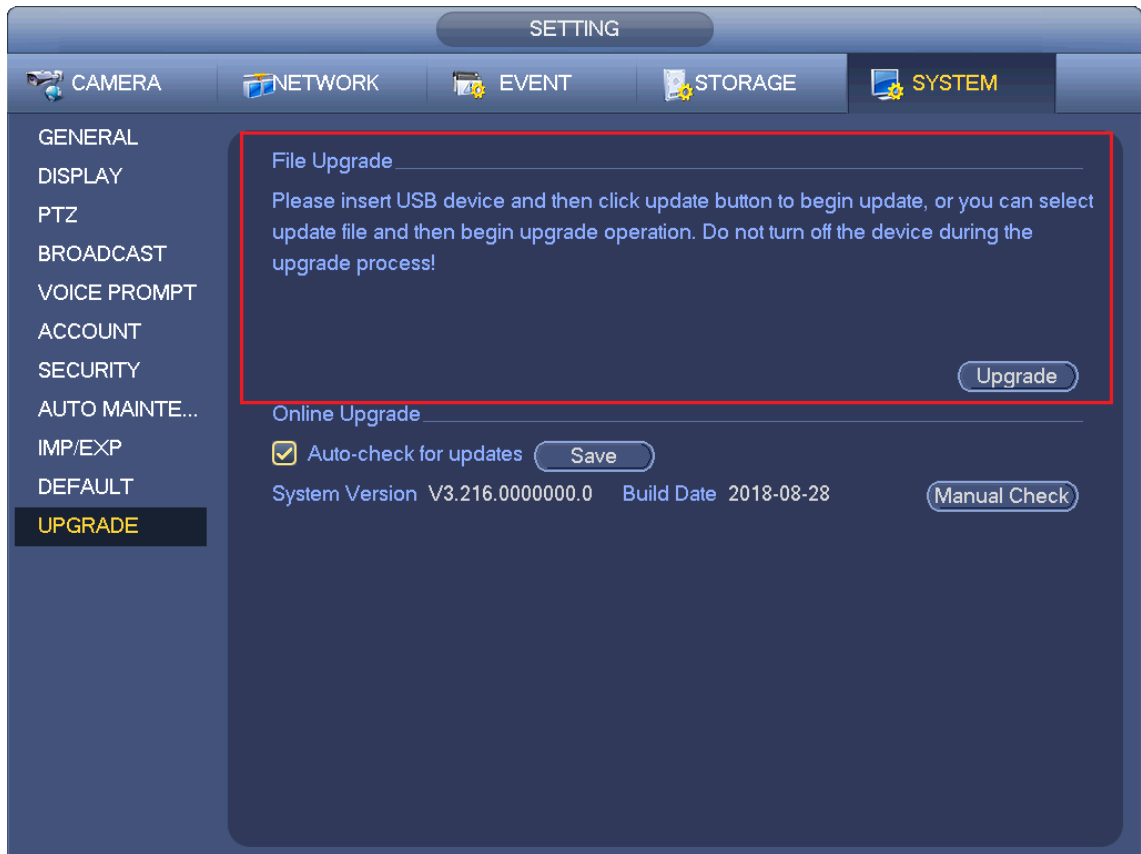 SETTING
CAMERA NETWORK EVENT STORAGE SYSTEM
GENERAL
DISPLAY
PTZ
BROADCAST
VOICE PROMPT
ACCOUNT
SECURITY
AUTO MAINTE...
IMP/EXP
DEFAULT
UPGRADE
File Upgrade
Please insert USB device and then click update button to begin update, or you can select
update file and then begin upgrade operation. Do not turn off the device during the
upgrade process!
Upgrade
Online Upgrade
Auto-check for updates Save
System Version V3.216.0000000.0 Build Date 2018-08-28 Manual Check